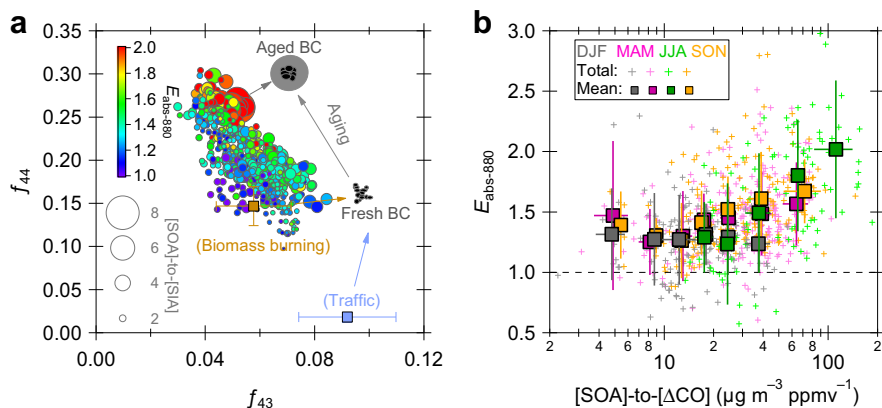 a
0.35
0.30
0.25
0.20
0.15
0.10
0.05
0.00
f44
0.00
0.04
0.08
0.12
f43
2.0
1.8
1.6
1.4
1.2
1.0
Eabs-880
8
6
4
2
[SOA]-to-[SIA]
Aged BC
Aging
Fresh BC
(Biomass burning)
(Traffic)
b
3.0
2.5
2.0
1.5
1.0
0.5
Eabs-880
DJF MAM JJA SON
Total:
Mean:
2 4 6 8 10 2 4 6 8 100 2
[SOA]-to-[ΔCO] (µg m⁻³ ppmv⁻¹)